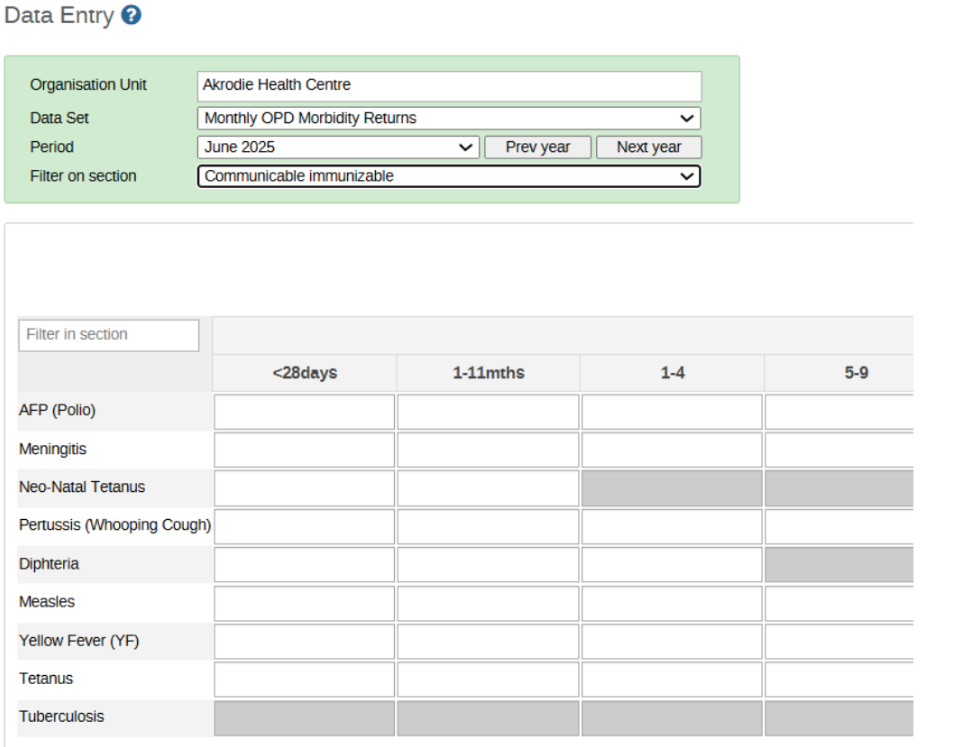 Data Entry ?
Organisation Unit Akrodie Health Centre
Data Set Monthly OPD Morbidity Returns
Period June 2025 Prev year Next year
Filter on section Communicable immunizable
Filter in section
<28days 1-11mths 1-4 5-9
AFP (Polio)
Meningitis
Neo-Natal Tetanus
Pertussis (Whooping Cough)
Diphteria
Measles
Yellow Fever (YF)
Tetanus
Tuberculosis